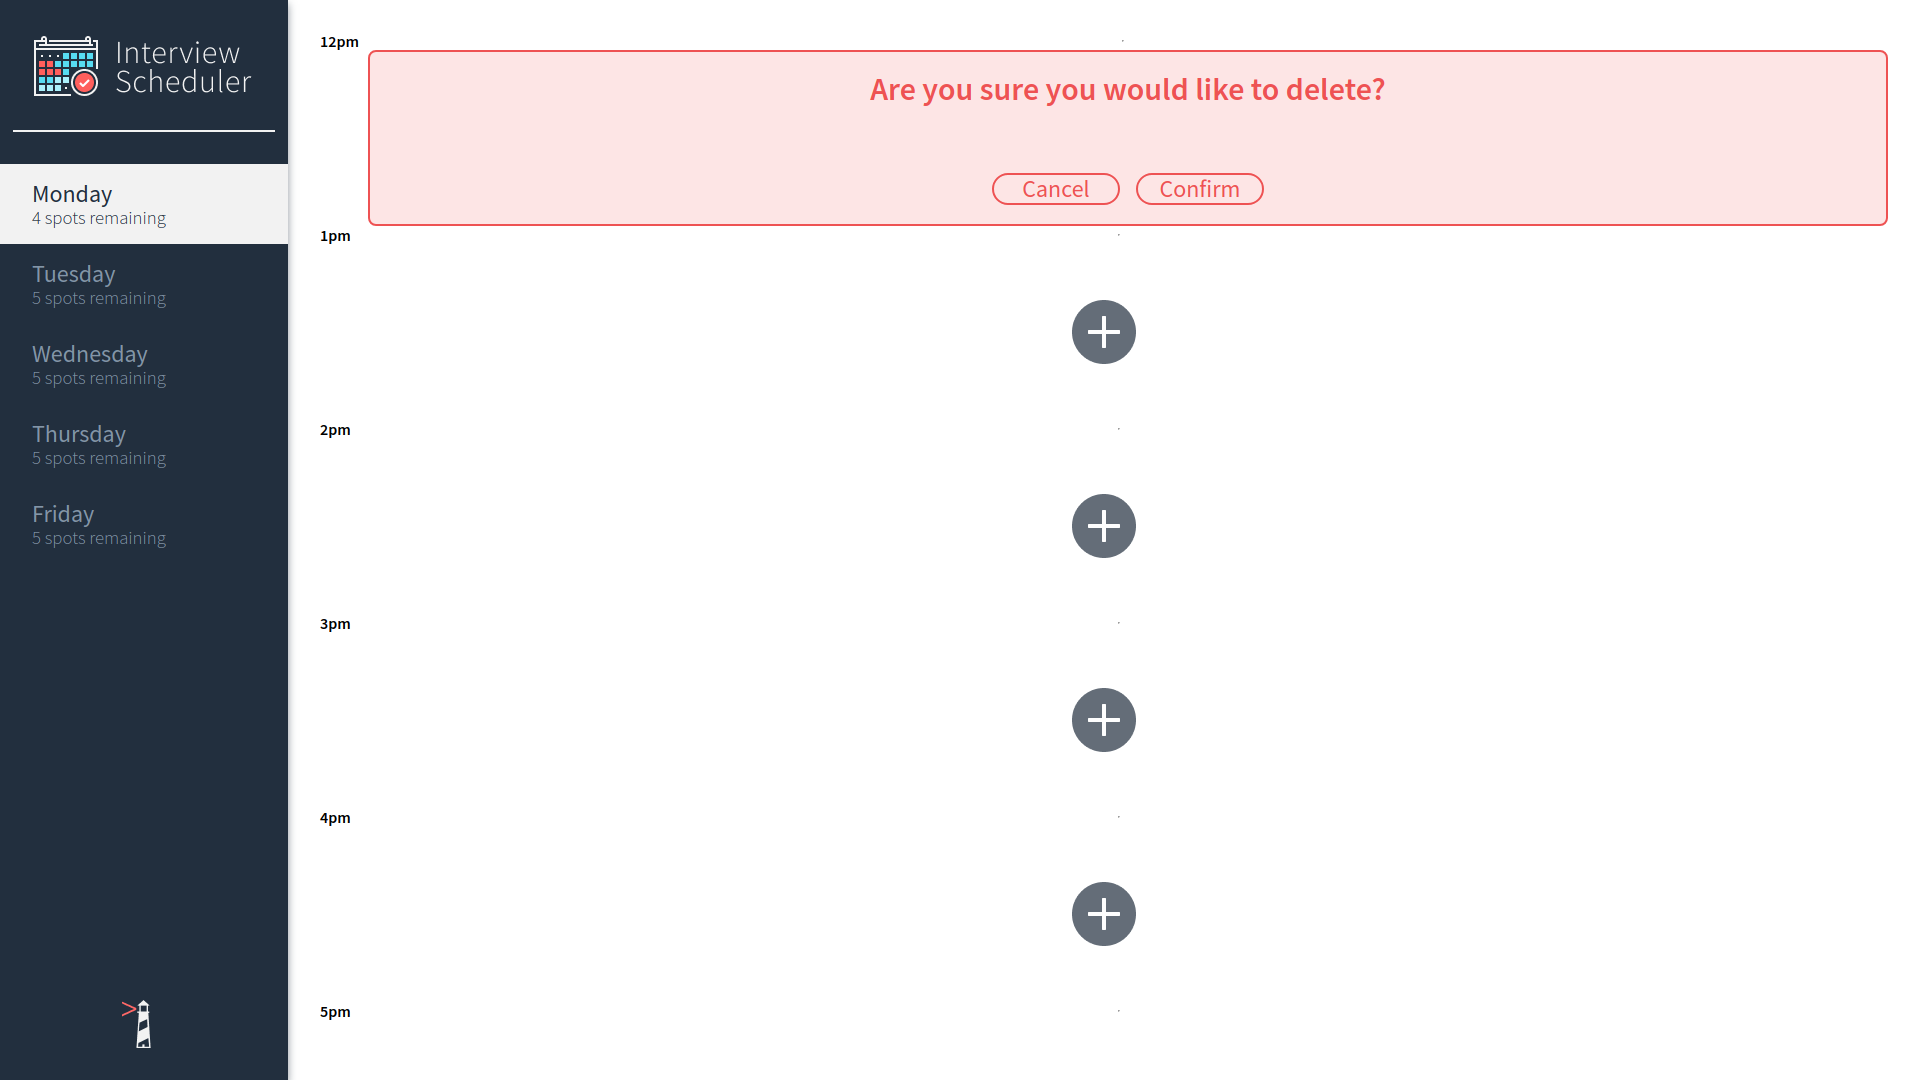 Interview
Scheduler
Monday
4 spots remaining
Tuesday
5 spots remaining
Wednesday
5 spots remaining
Thursday
5 spots remaining
Friday
5 spots remaining
12pm
Are you sure you would like to delete?
Cancel Confirm
1pm
2pm
3pm
4pm
5pm